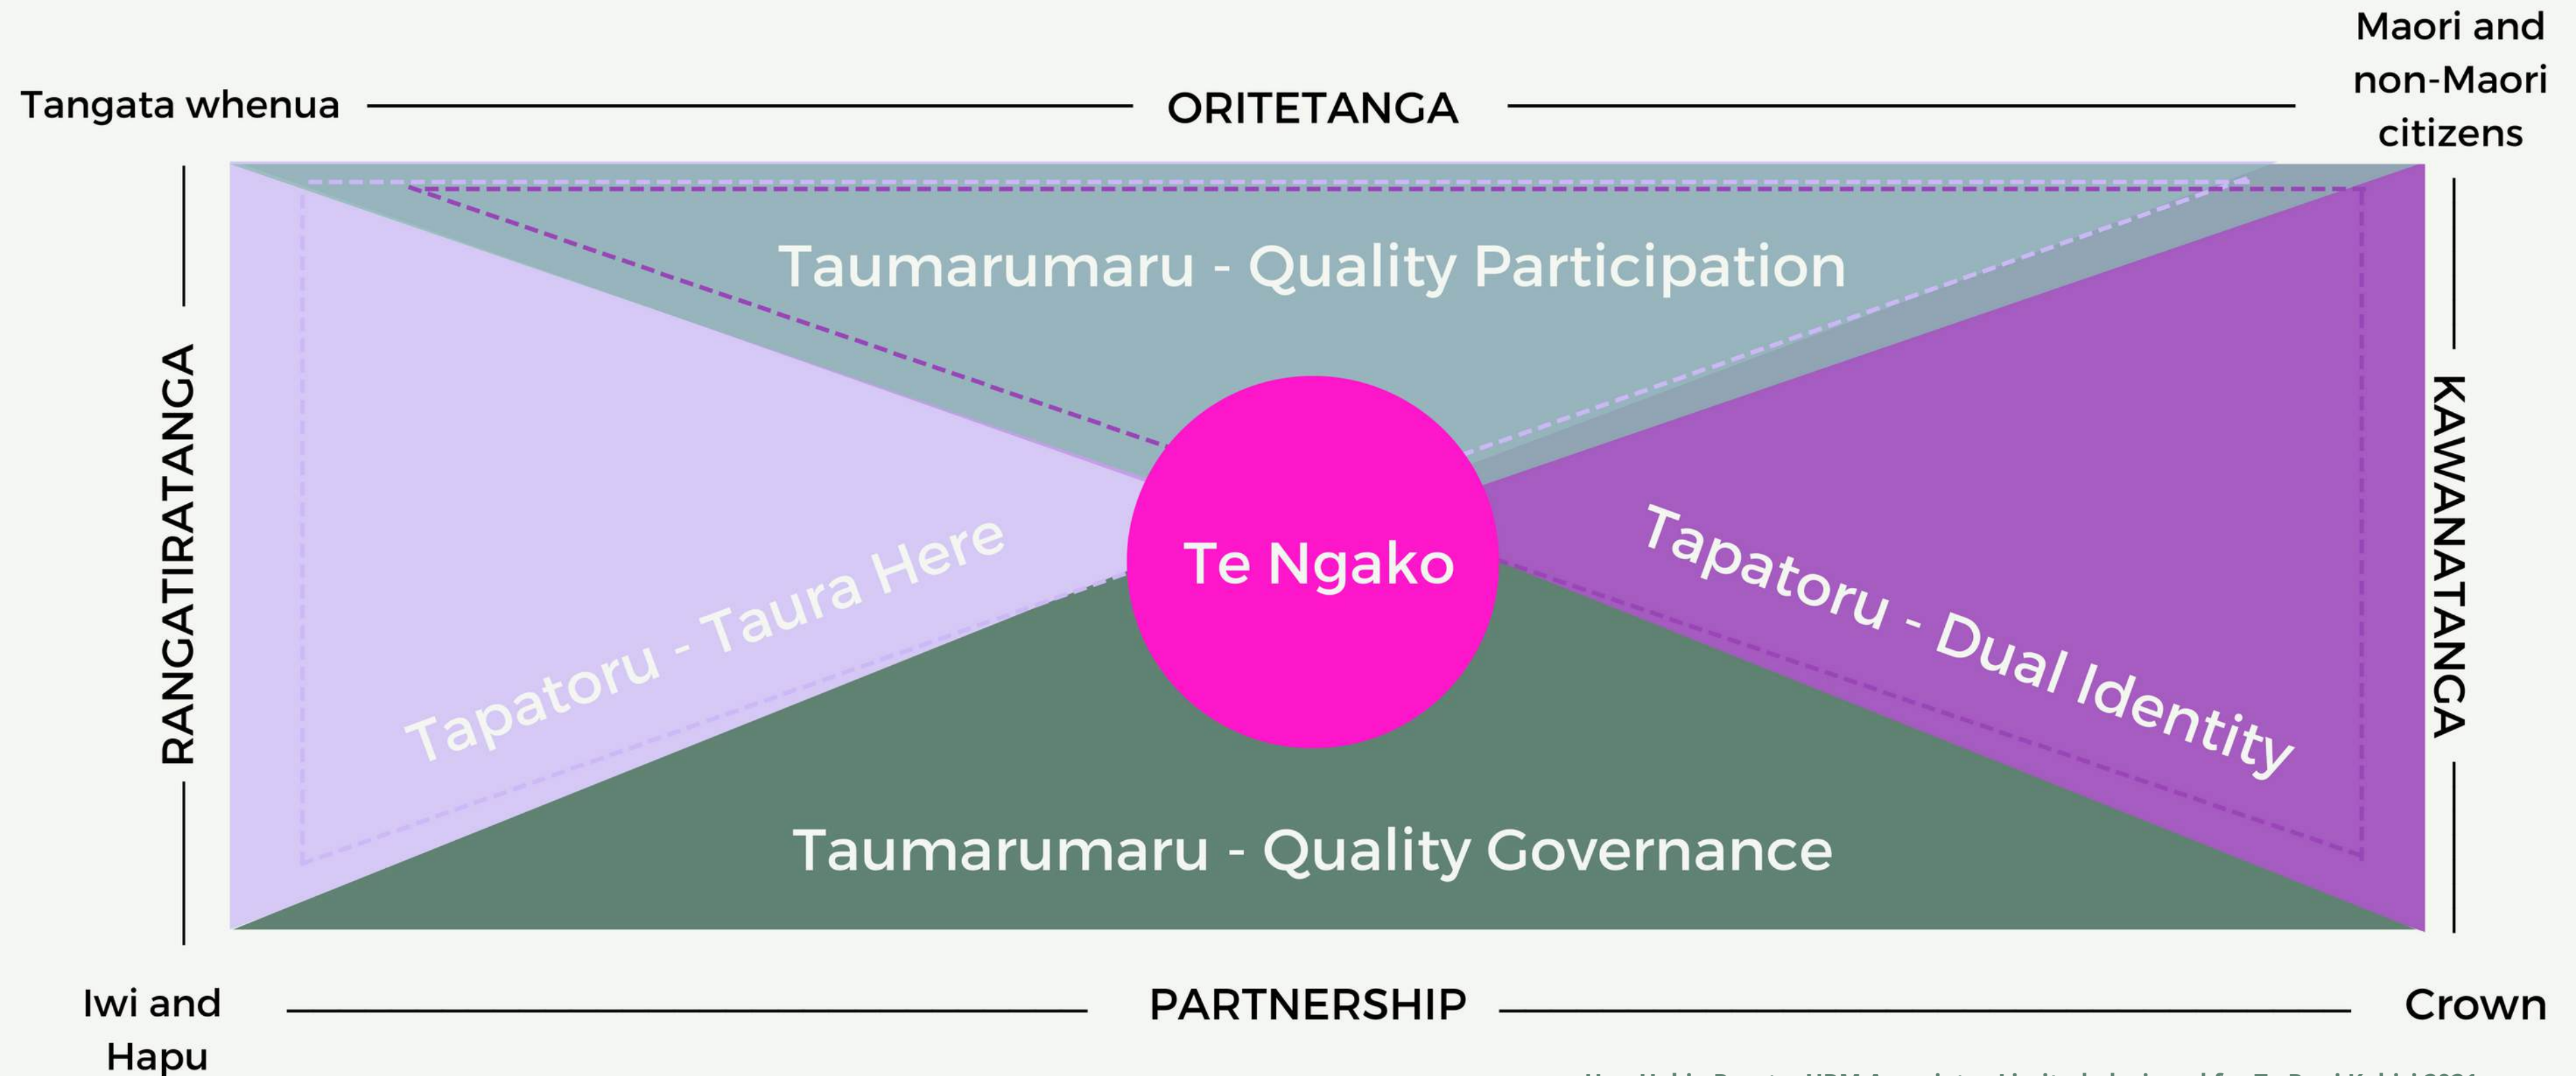 Maori and
non-Maori
citizens
Tangata whenua
ORITETANGA
Taumarumaru - Quality Participation
RANGATIRATANGA
KAWANATANGA
Tapatoru - Taura Here
Te Ngako
Tapatoru - Dual Identity
Taumarumaru - Quality Governance
Iwi and
Hapu
PARTNERSHIP
Crown